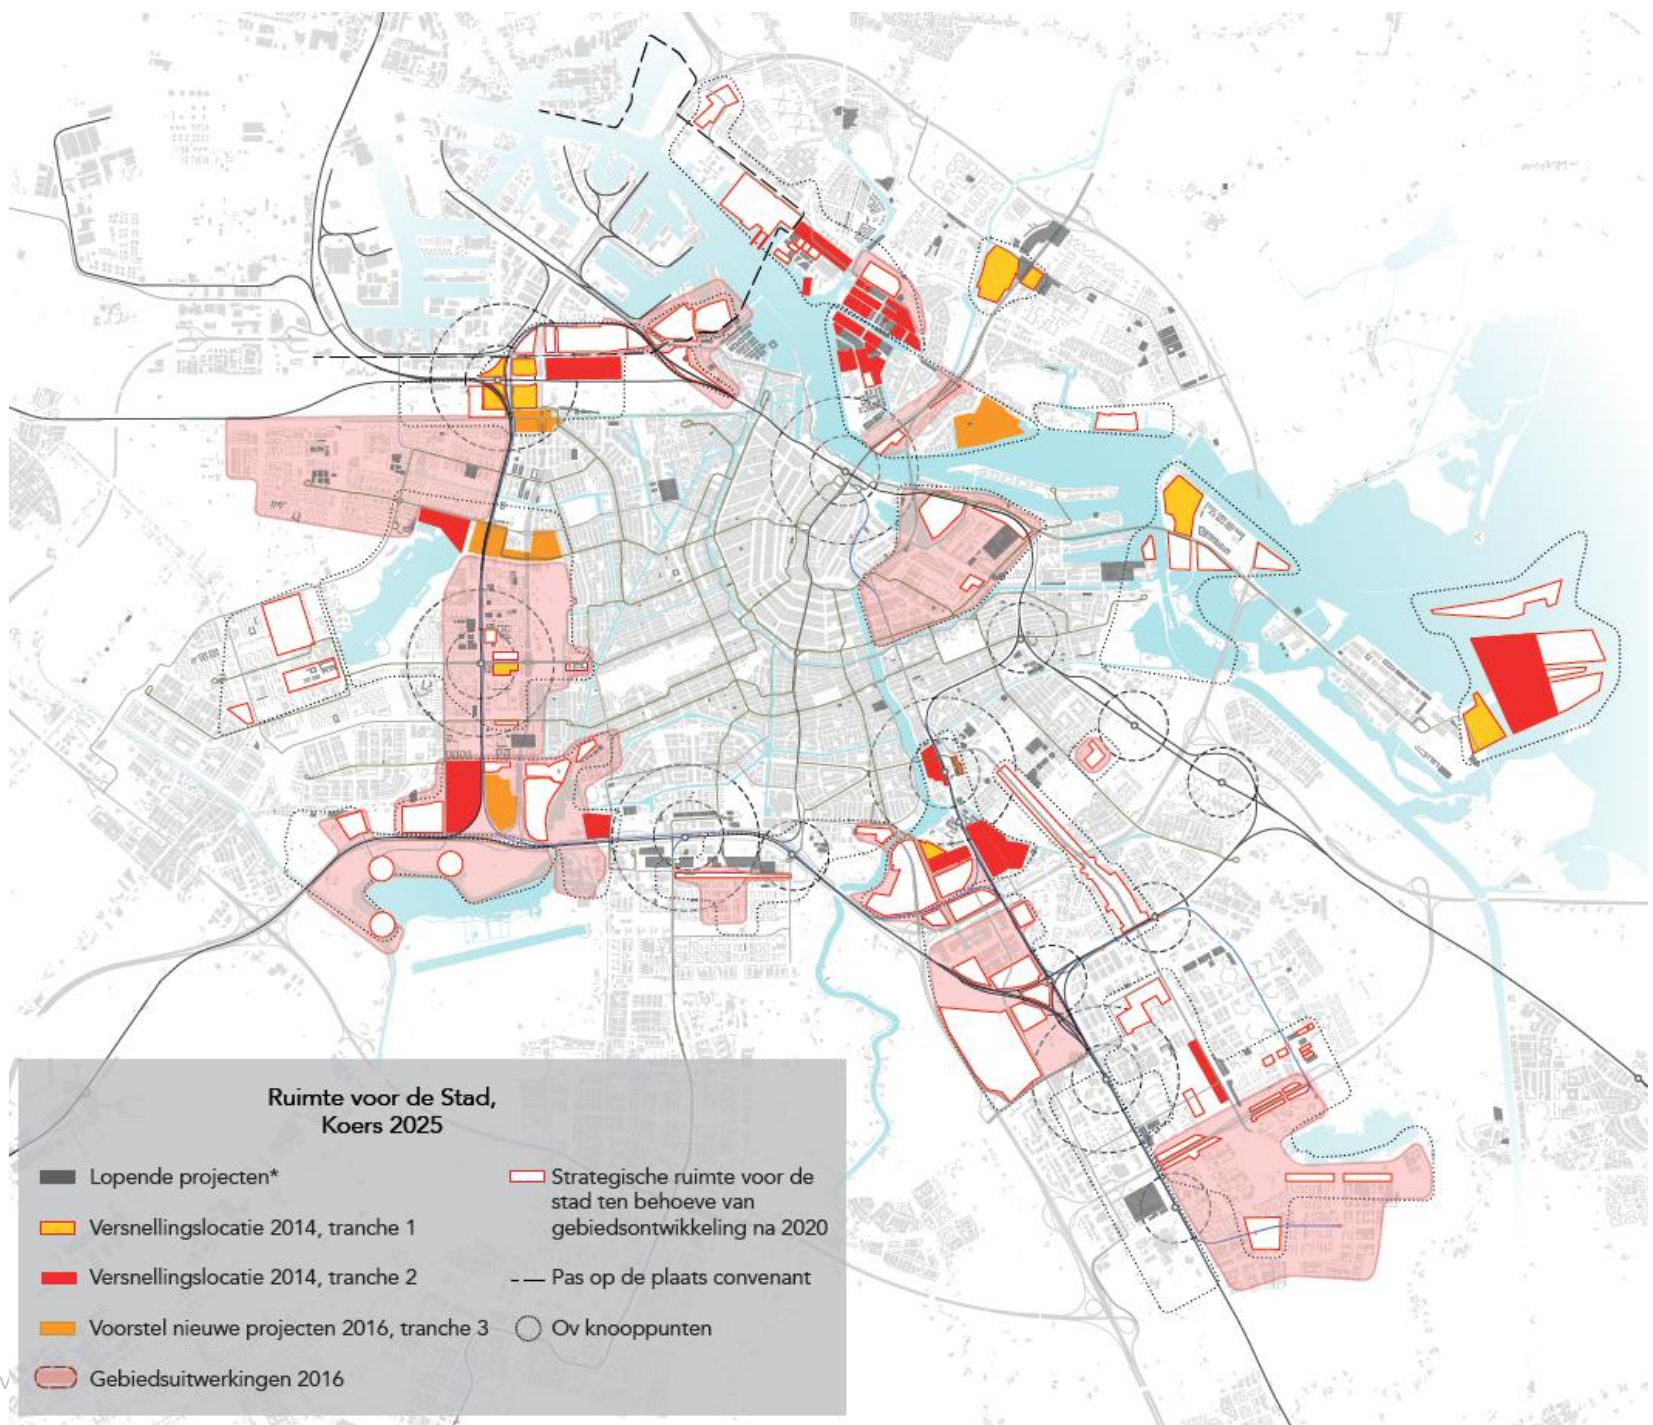 Ruimte voor de Stad,
Koers 2025
Lopende projecten*
Versnellingslocatie 2014, tranche 1
Versnellingslocatie 2014, tranche 2
Voorstel nieuwe projecten 2016, tranche 3
Gebiedsuitwerkingen 2016
Strategische ruimte voor de
stad ten behoeve van
gebiedsontwikkeling na 2020
Pas op de plaats convenant
Ov knooppunten